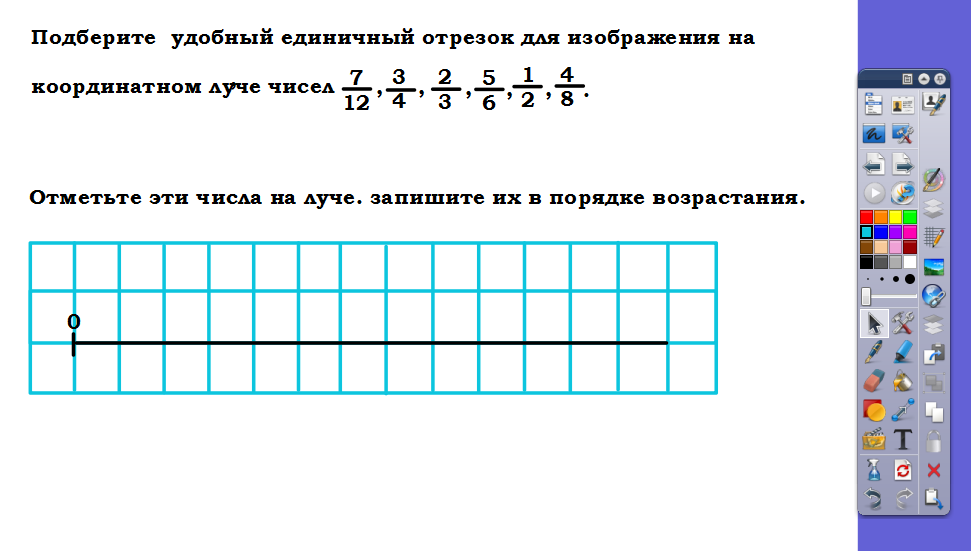 Подберите удобный единичный отрезок для изображения на
координатном луче чисел 7/12, 3/4, 2/3, 5/6, 1/2, 4/8.
Отметьте эти числа на луче. запишите их в порядке возрастания.
0